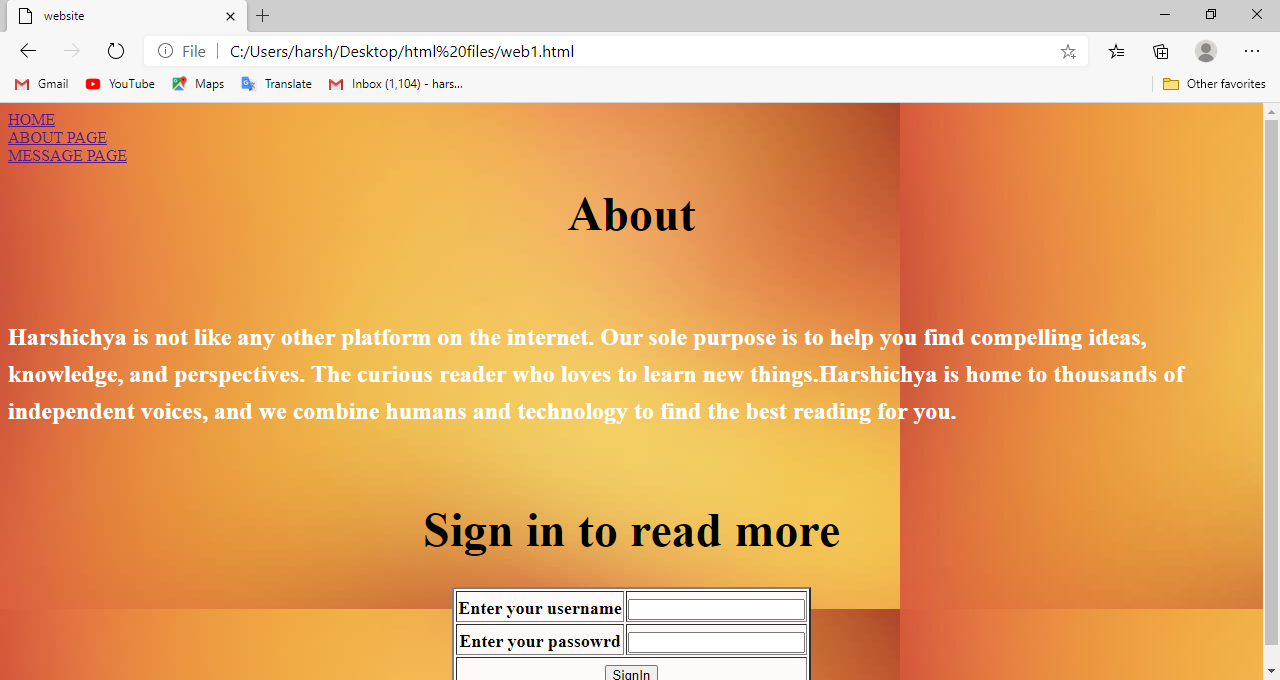 website
File C:/Users/harsh/Desktop/html%20files/web1.html
Gmail YouTube Maps Translate Inbox (1,104) - hars... Other favorites
HOME
ABOUT PAGE
MESSAGE PAGE
About
Harshichya is not like any other platform on the internet. Our sole purpose is to help you find compelling ideas,
knowledge, and perspectives. The curious reader who loves to learn new things.Harshichya is home to thousands of
independent voices, and we combine humans and technology to find the best reading for you.
Sign in to read more
Enter your username
Enter your passowrd
SignIn